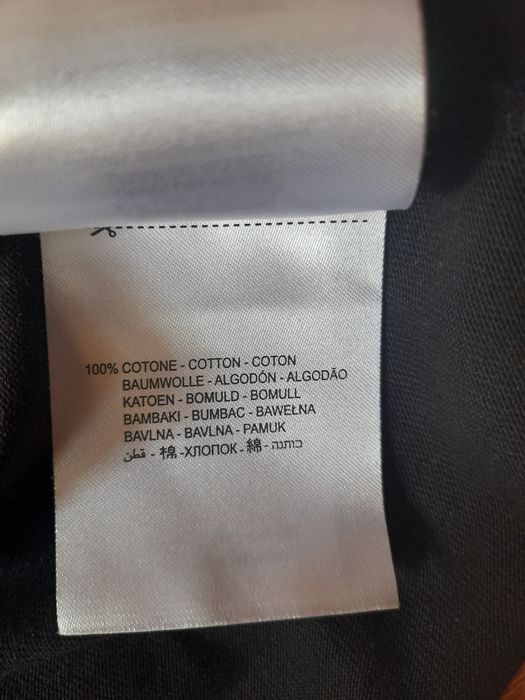 100% COTONE - COTTON - COTON
BAUMWOLLE - ALGODÓN - ALGODÃO
KATOEN - BOMULD - BOMULL
BAMBAKI - BUMBAC - BAWEŁNA
BAVLNA - BAVLNA - PAMUK
قطن - 棉 -ХЛОПОК - 綿 - כותנה